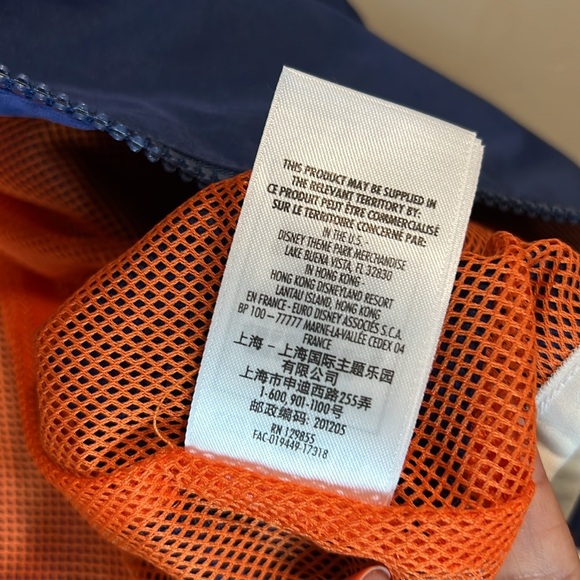 THIS PRODUCT MAY BE SUPPLIED IN
THE RELEVANT TERRITORY BY:
CE PRODUIT PEUT ÊTRE COMMERCIALISÉ
SUR LE TERRITOIRE CONCERNÉ PAR:
IN THE U.S. -
DISNEY THEME PARK MERCHANDISE
LAKE BUENA VISTA, FL 32830
IN HONG KONG -
HONG KONG DISNEYLAND RESORT
LANTAU ISLAND, HONG KONG
EN FRANCE - EURO DISNEY ASSOCIÉS S.C.A.
BP 100 - 77777 MARNE-LA-VALLÉE CEDEX 04
FRANCE
上海 - 上海国际主题乐园
有限公司
上海市申迪西路255弄
1-600, 901-1100号
邮政编码: 201205
RN 129855
FAC-019449-17318